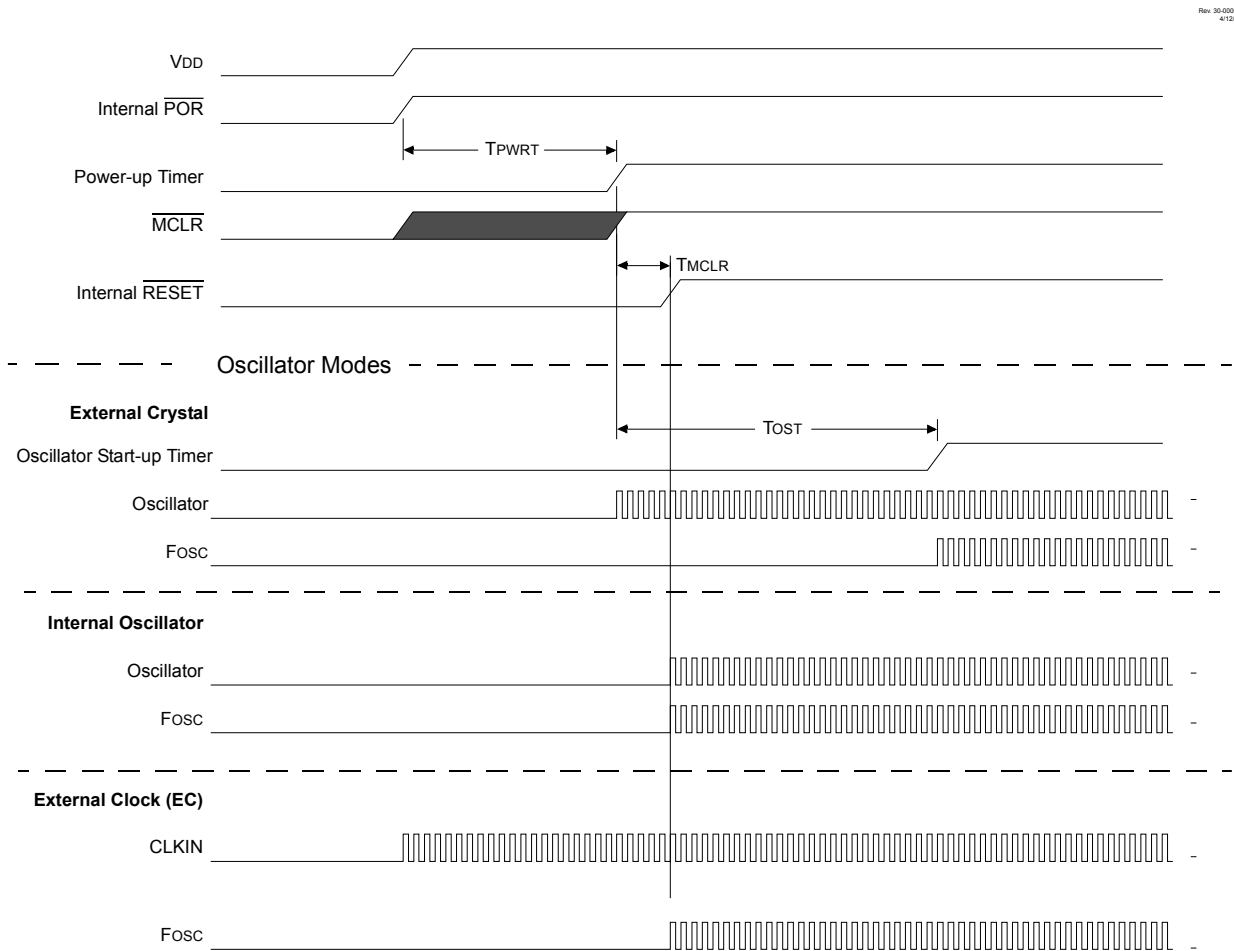 Rev. 30-000
4/12/
VDD
Internal POR
TPWRT
Power-up Timer
MCLR
TMCLR
Internal RESET
Oscillator Modes
External Crystal
TOST
Oscillator Start-up Timer
Oscillator
FOSC
Internal Oscillator
Oscillator
FOSC
External Clock (EC)
CLKIN
FOSC